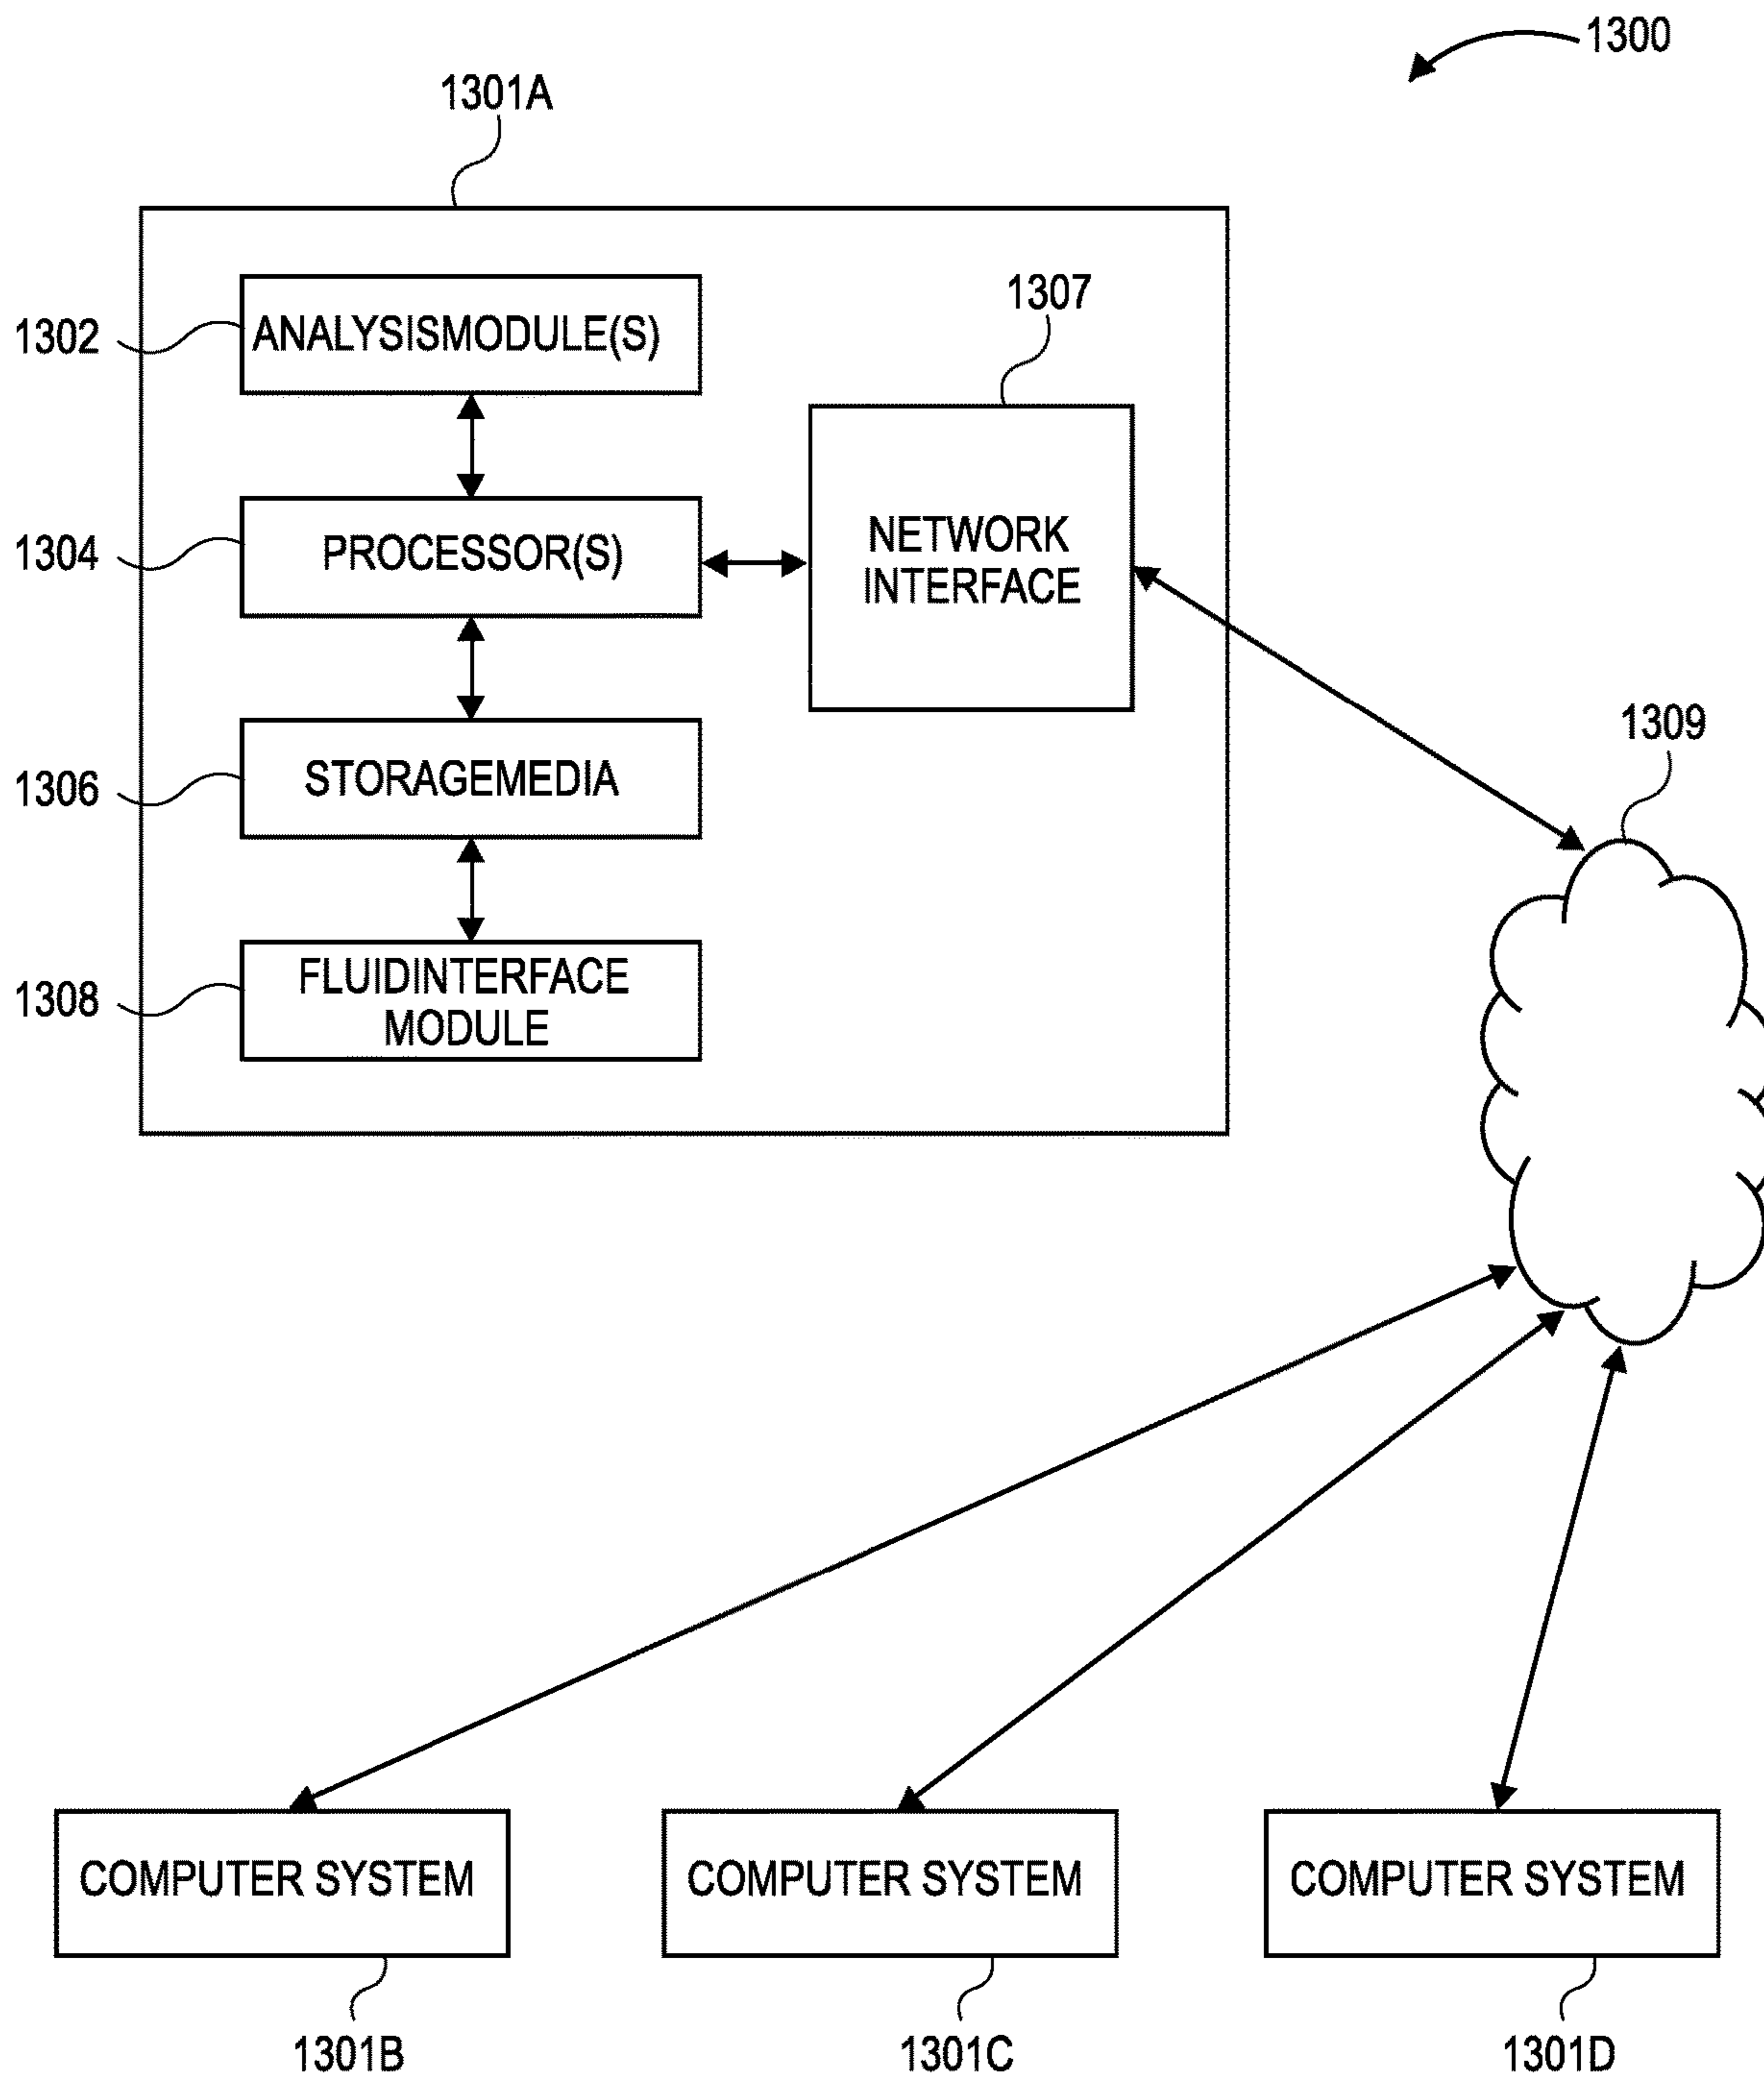 1300
1301A
1307
1302
ANALYSISMODULE(S)
1304
PROCESSOR(S)
NETWORK
INTERFACE
1306
STORAGEMEDIA
1309
1308
FLUIDINTERFACE
MODULE
COMPUTER SYSTEM
COMPUTER SYSTEM
COMPUTER SYSTEM
1301B
1301C
1301D